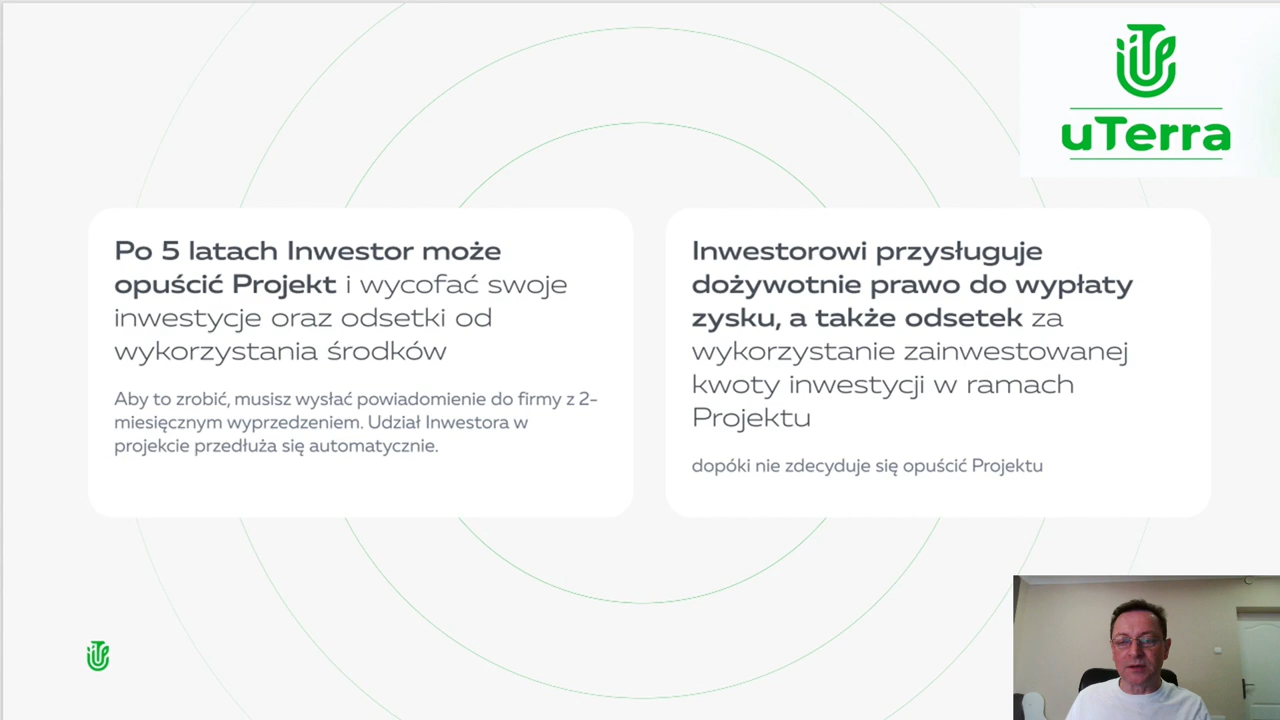 uTerra
Po 5 latach Inwestor może
opuścić Projekt i wycofać swoje
inwestycje oraz odsetki od
wykorzystania środków
Aby to zrobić, musisz wysłać powiadomienie do firmy z 2-
miesięcznym wyprzedzeniem. Udział Inwestora w
projekcie przedłuża się automatycznie.
Inwestorowi przysługuje
dożywotnie prawo do wypłaty
zysku, a także odsetek za
wykorzystanie zainwestowanej
kwoty inwestycji w ramach
Projektu
dopóki nie zdecyduje się opuścić Projektu